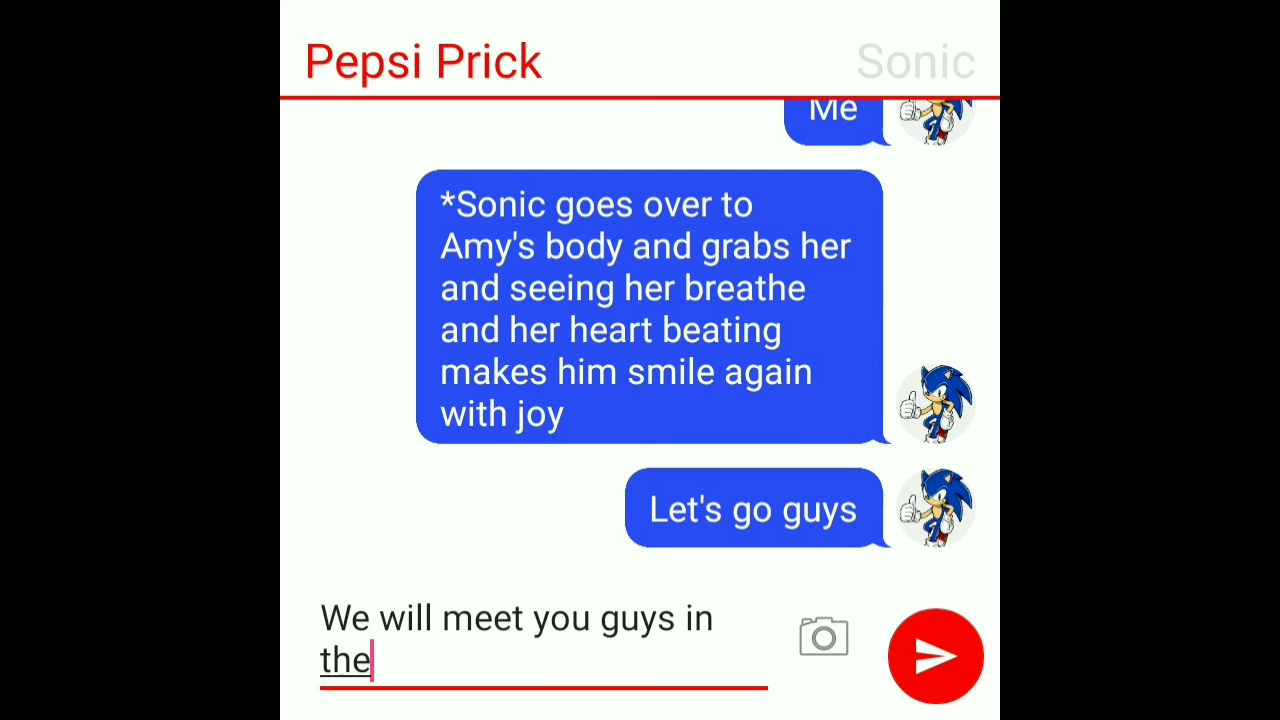 Pepsi Prick
Sonic
Me
*Sonic goes over to
Amy's body and grabs her
and seeing her breathe
and her heart beating
makes him smile again
with joy
Let's go guys
We will meet you guys in
the